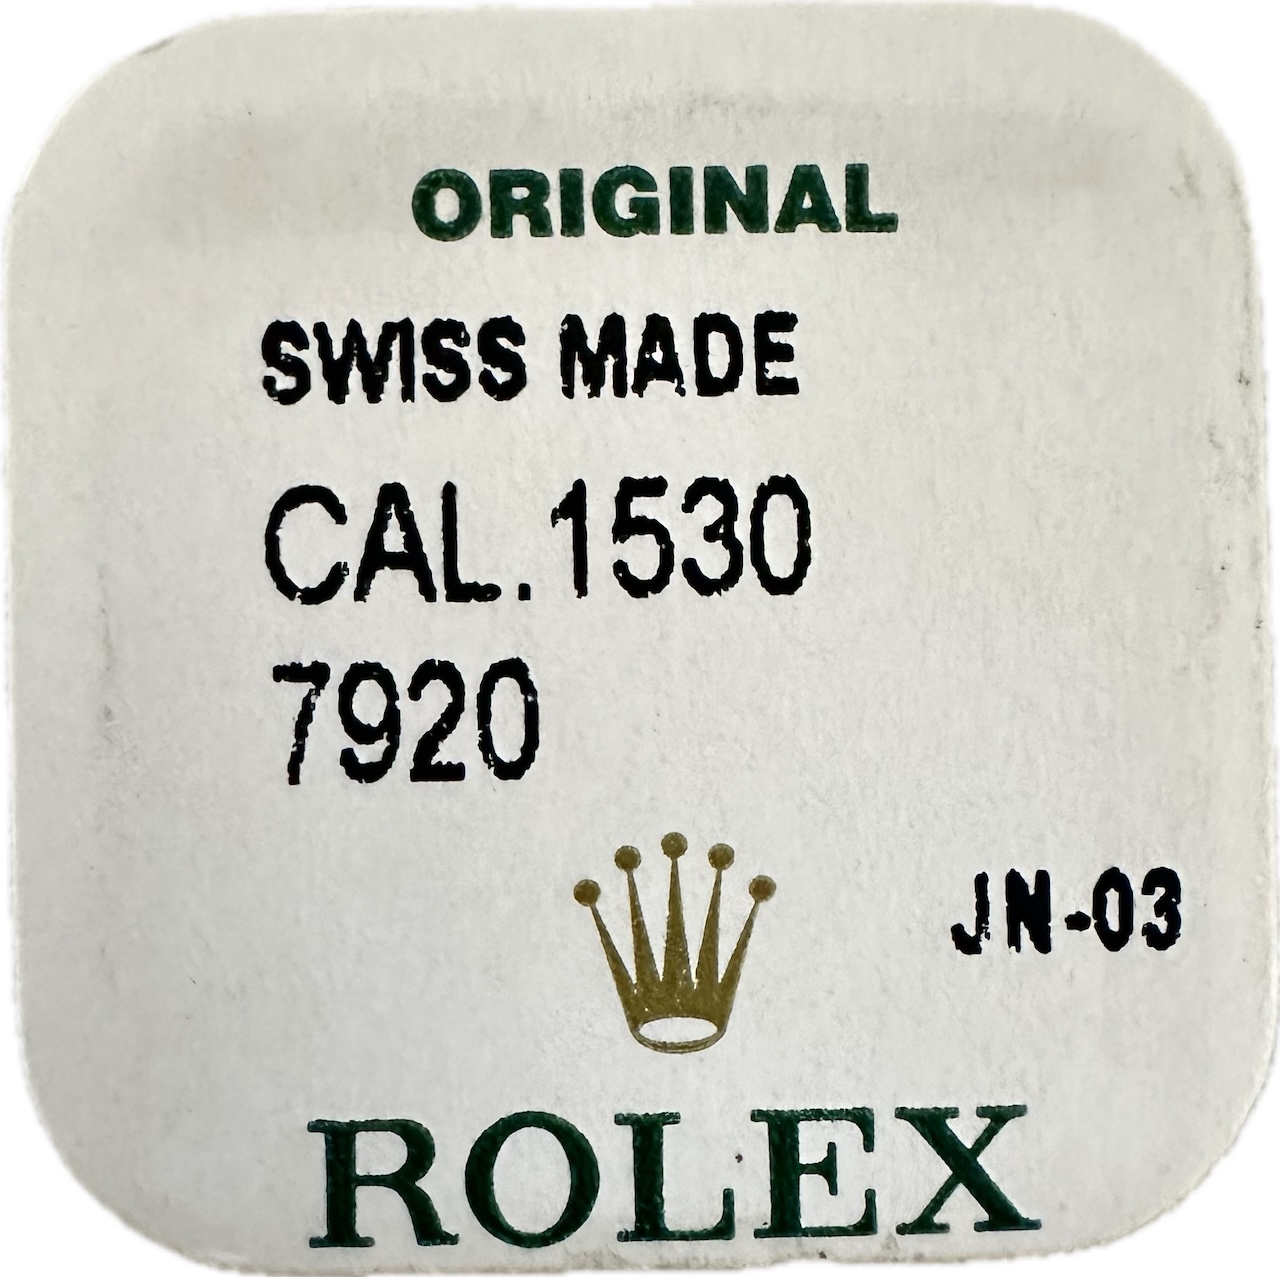 ORIGINAL
SWISS MADE
CAL.1530
7920
JN-03
ROLEX